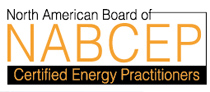 North American Board of
NABCEP
Certified Energy Practitioners